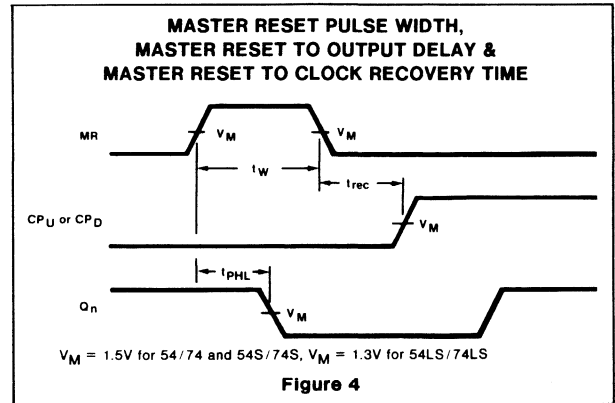 MASTER RESET PULSE WIDTH,
MASTER RESET TO OUTPUT DELAY &
MASTER RESET TO CLOCK RECOVERY TIME
MR
VM
VM
tW
trec
CPU or CPD
VM
tPHL
Qn
VM
VM = 1.5V for 54/74 and 54S/74S, VM = 1.3V for 54LS/74LS
Figure 4